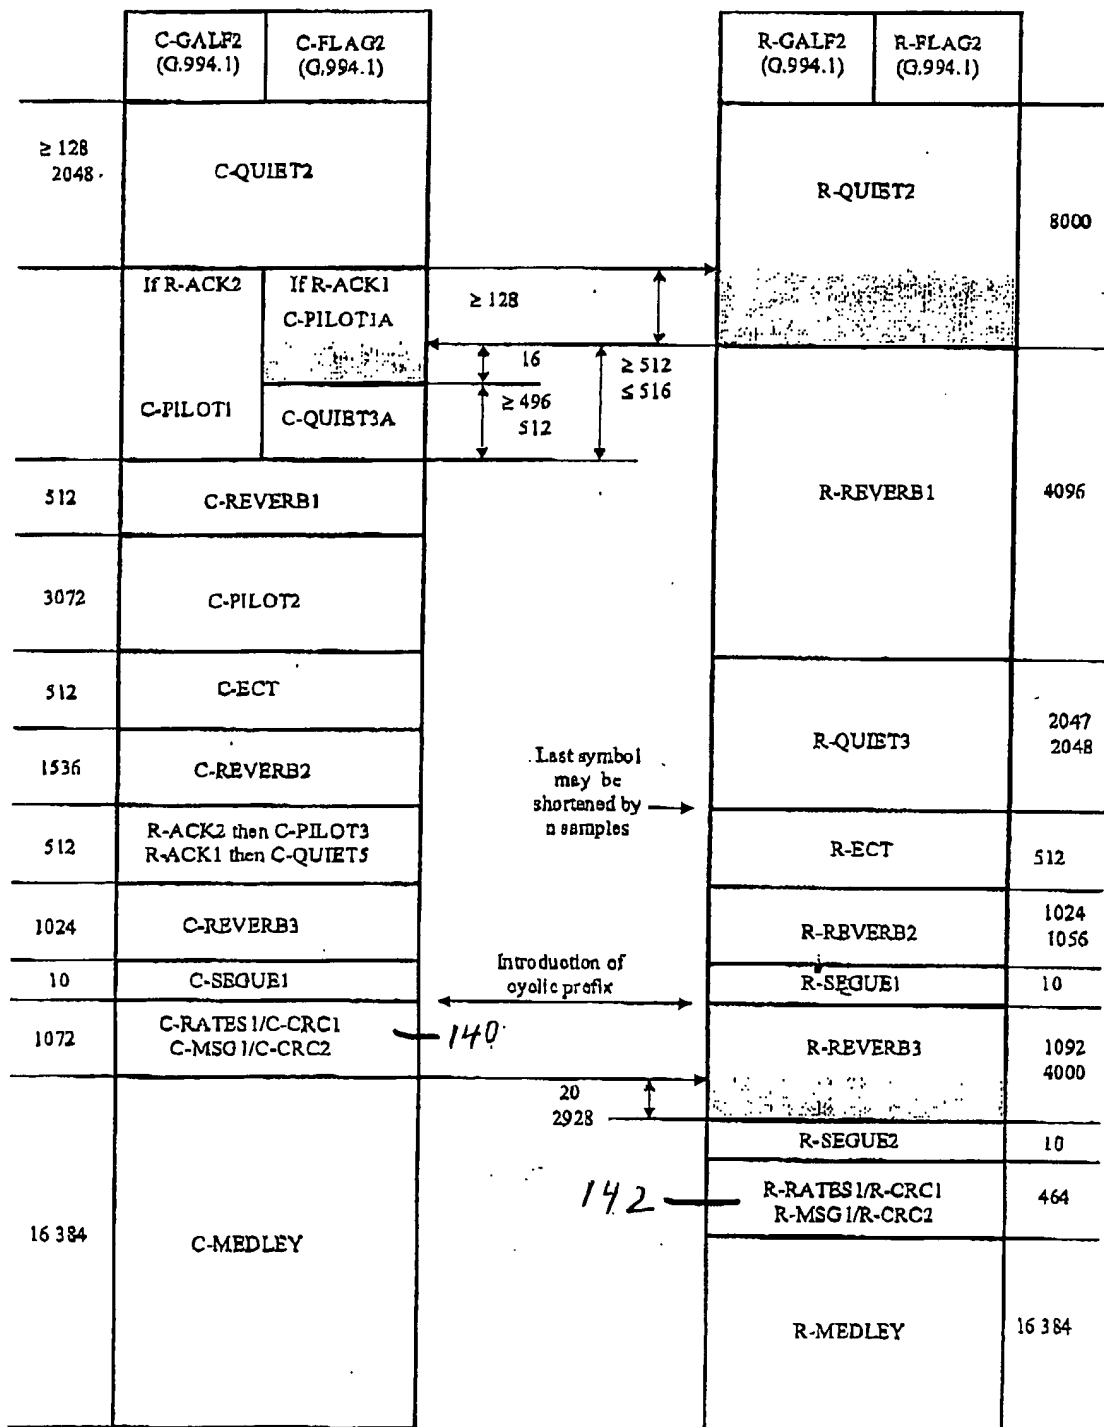 C-GALF2
(G.994.1)
C-FLAG2
(G.994.1)
R-GALF2
(G.994.1)
R-FLAG2
(G.994.1)
≥ 128
2048
C-QUIET2
R-QUIET2
8000
If R-ACK2
If R-ACK1
C-PILOT1A
≥ 128
16
≥ 512
≤ 516
C-PILOT1
C-QUIET3A
≥ 496
512
512
C-REVERB1
R-REVERB1
4096
3072
C-PILOT2
512
C-ECT
R-QUIET3
2047
2048
1536
C-REVERB2
Last symbol
may be
shortened by
n samples
512
R-ACK2 then C-PILOT3
R-ACK1 then C-QUIET5
R-ECT
512
1024
C-REVERB3
R-REVERB2
1024
1056
10
C-SEGUE1
Introduction of
cyclic prefix
R-SEGUE1
10
1072
C-RATES1/C-CRC1
C-MSG1/C-CRC2
140
R-REVERB3
1092
4000
20
2928
R-SEGUE2
10
142
R-RATES1/R-CRC1
R-MSG1/R-CRC2
464
16 384
C-MEDLEY
R-MEDLEY
16 384